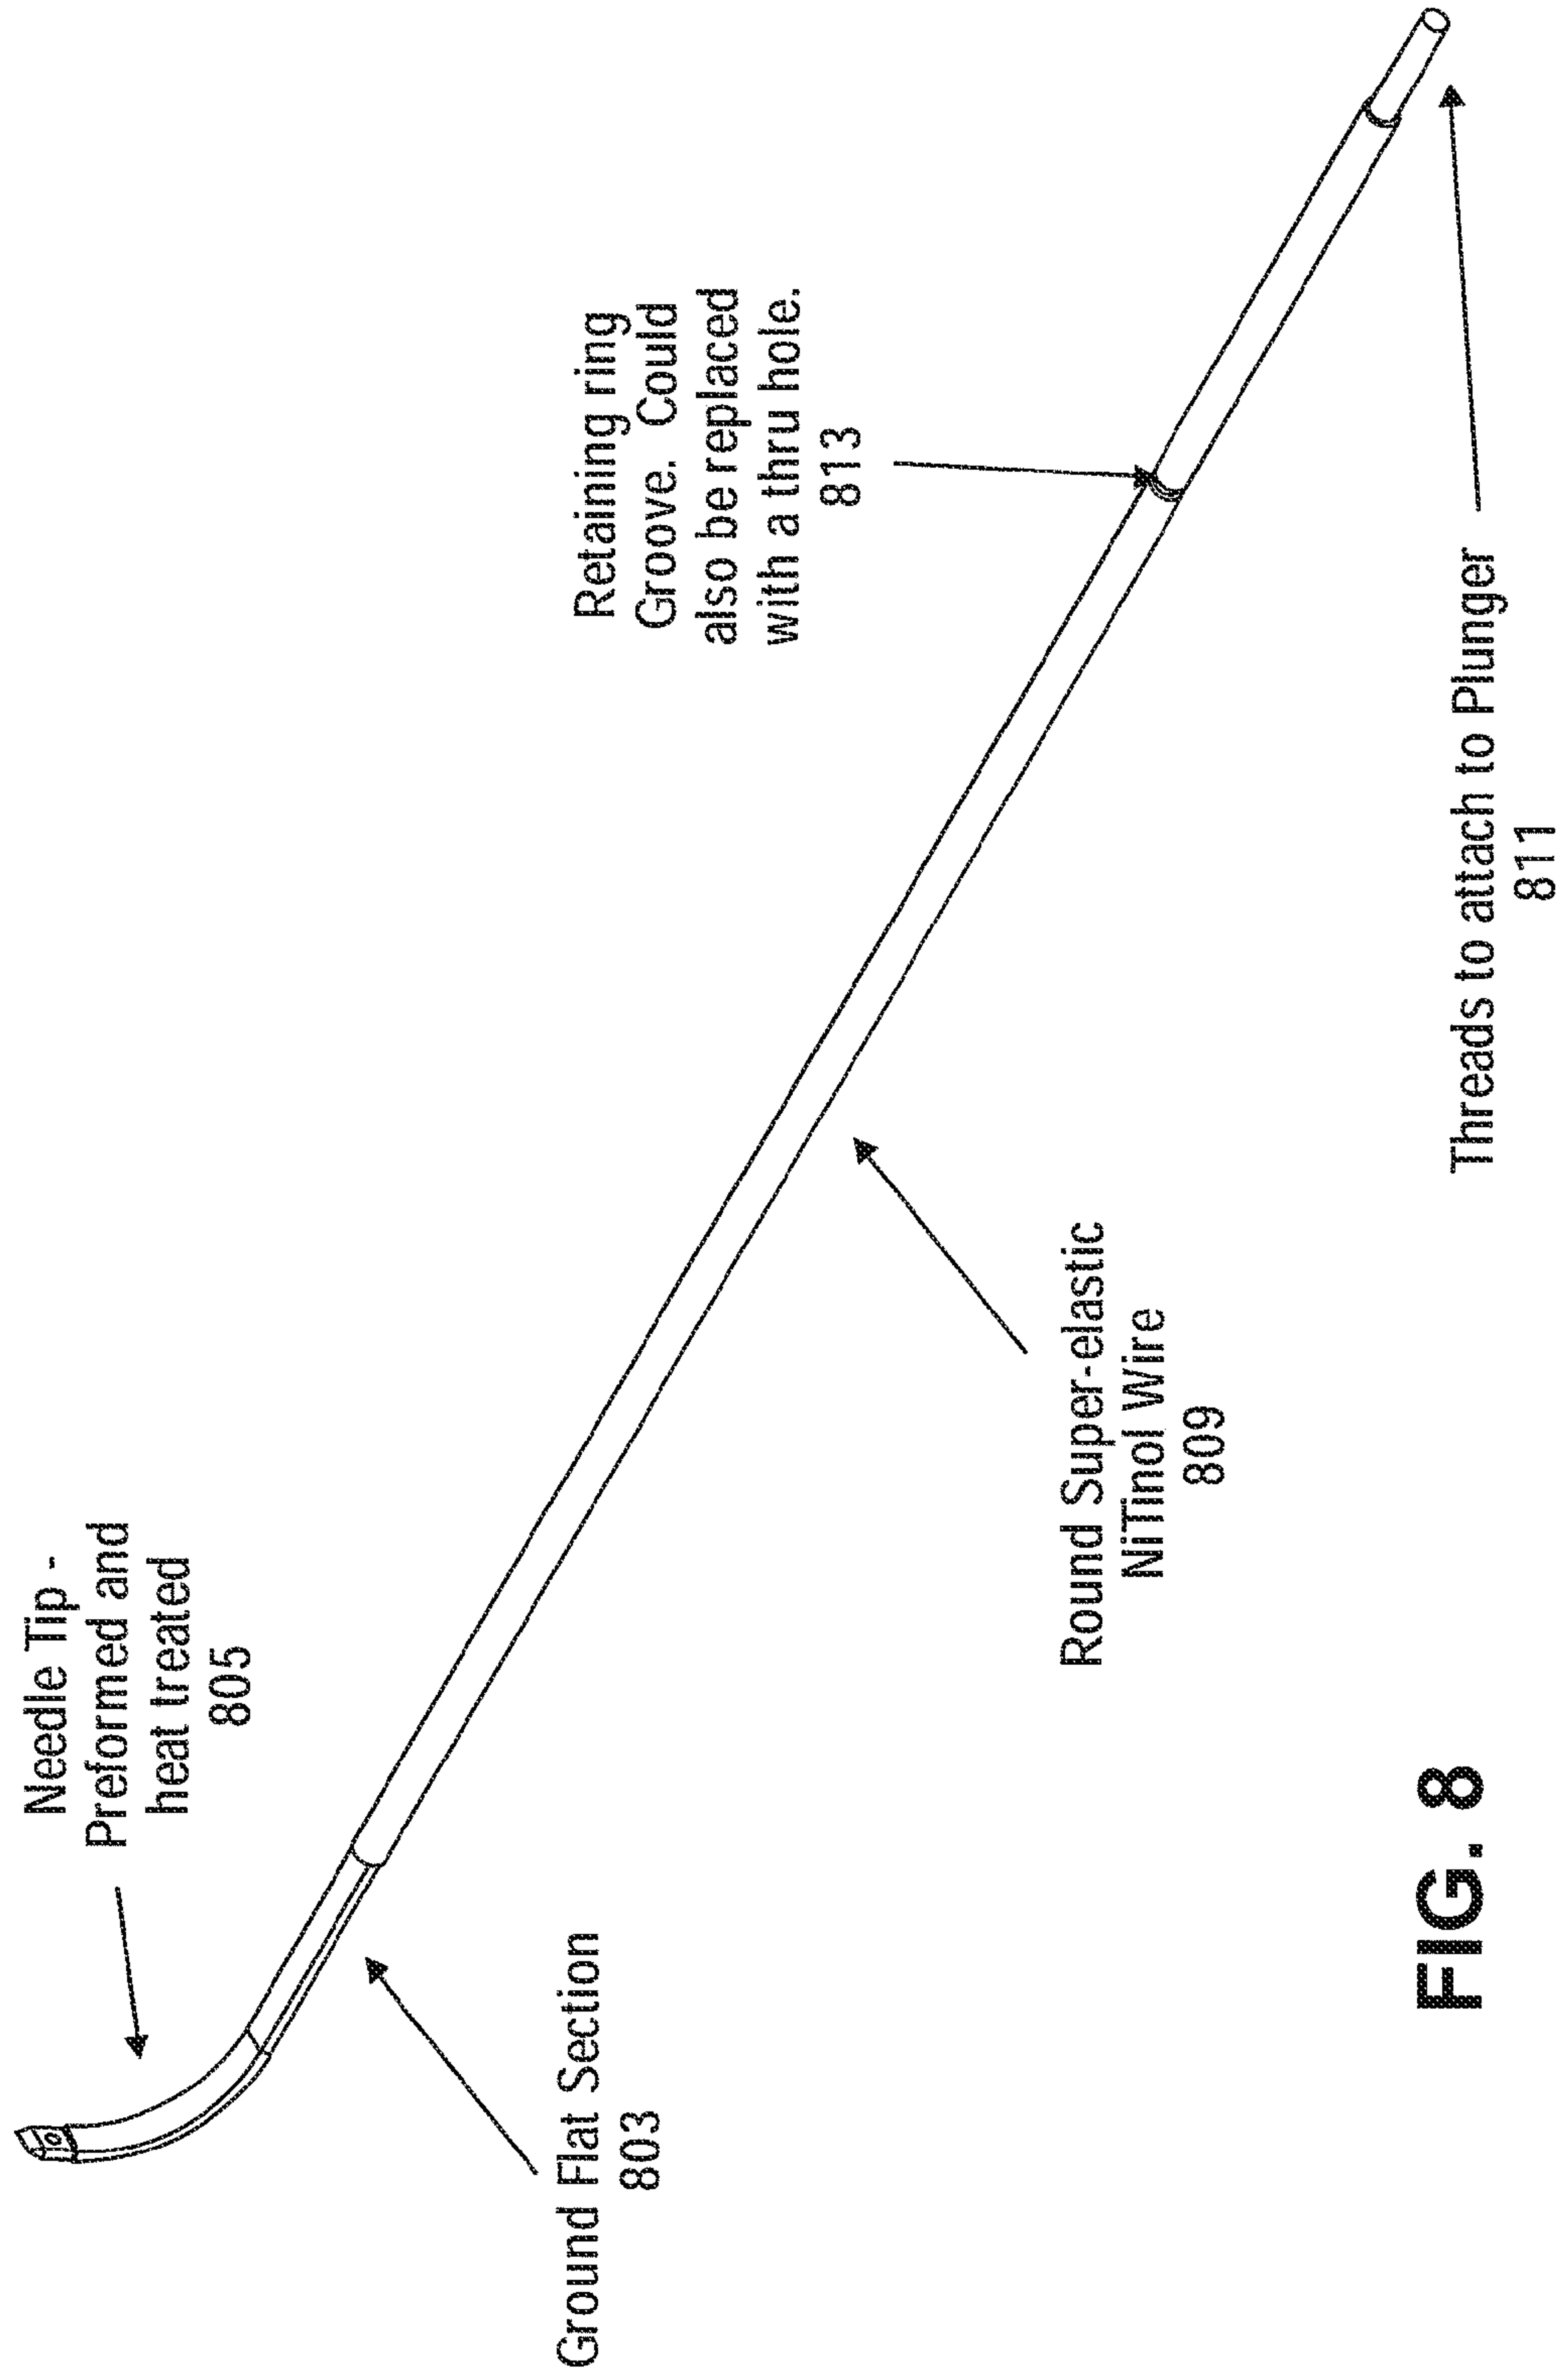 Needle Tip -
Preformed and
heat treated
805
Ground Flat Section
803
Retaining ring
Groove. Could
also be replaced
with a thru hole.
813
Round Super-elastic
NiTinol Wire
809
Threads to attach to Plunger
811
FIG. 8